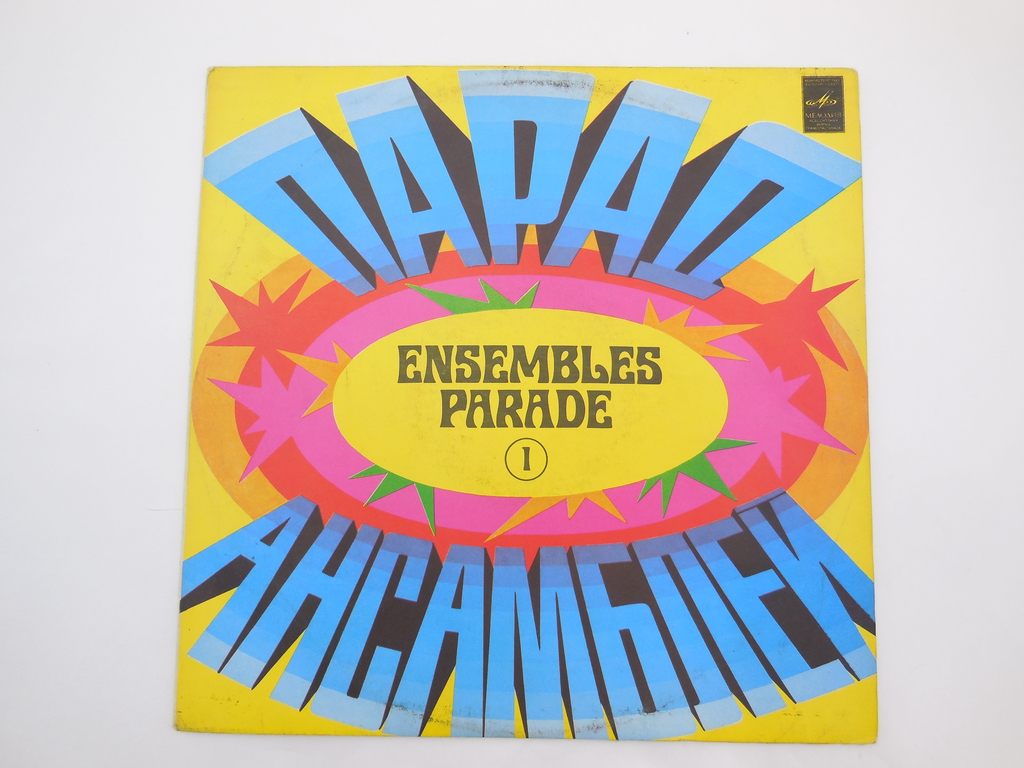 ПАРАД
МЕЛОДИЯ
ENSEMBLES
PARADE
1
АНСАМБЛЕЙ